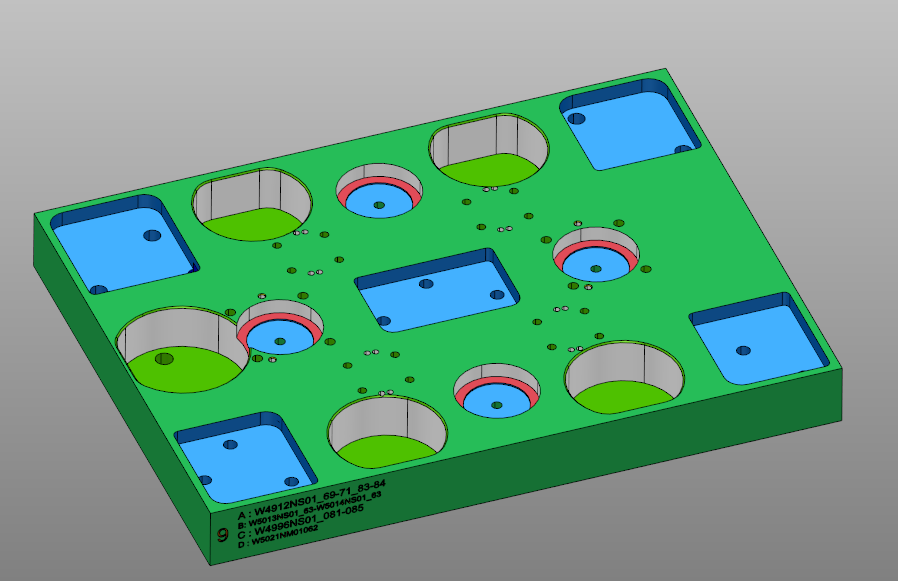 9
A : W4912NS01_69-71_83-84
B: W5013NS01_63-W5014NS01_63
C : W4996NS01_081-085
D : W5021NM01062